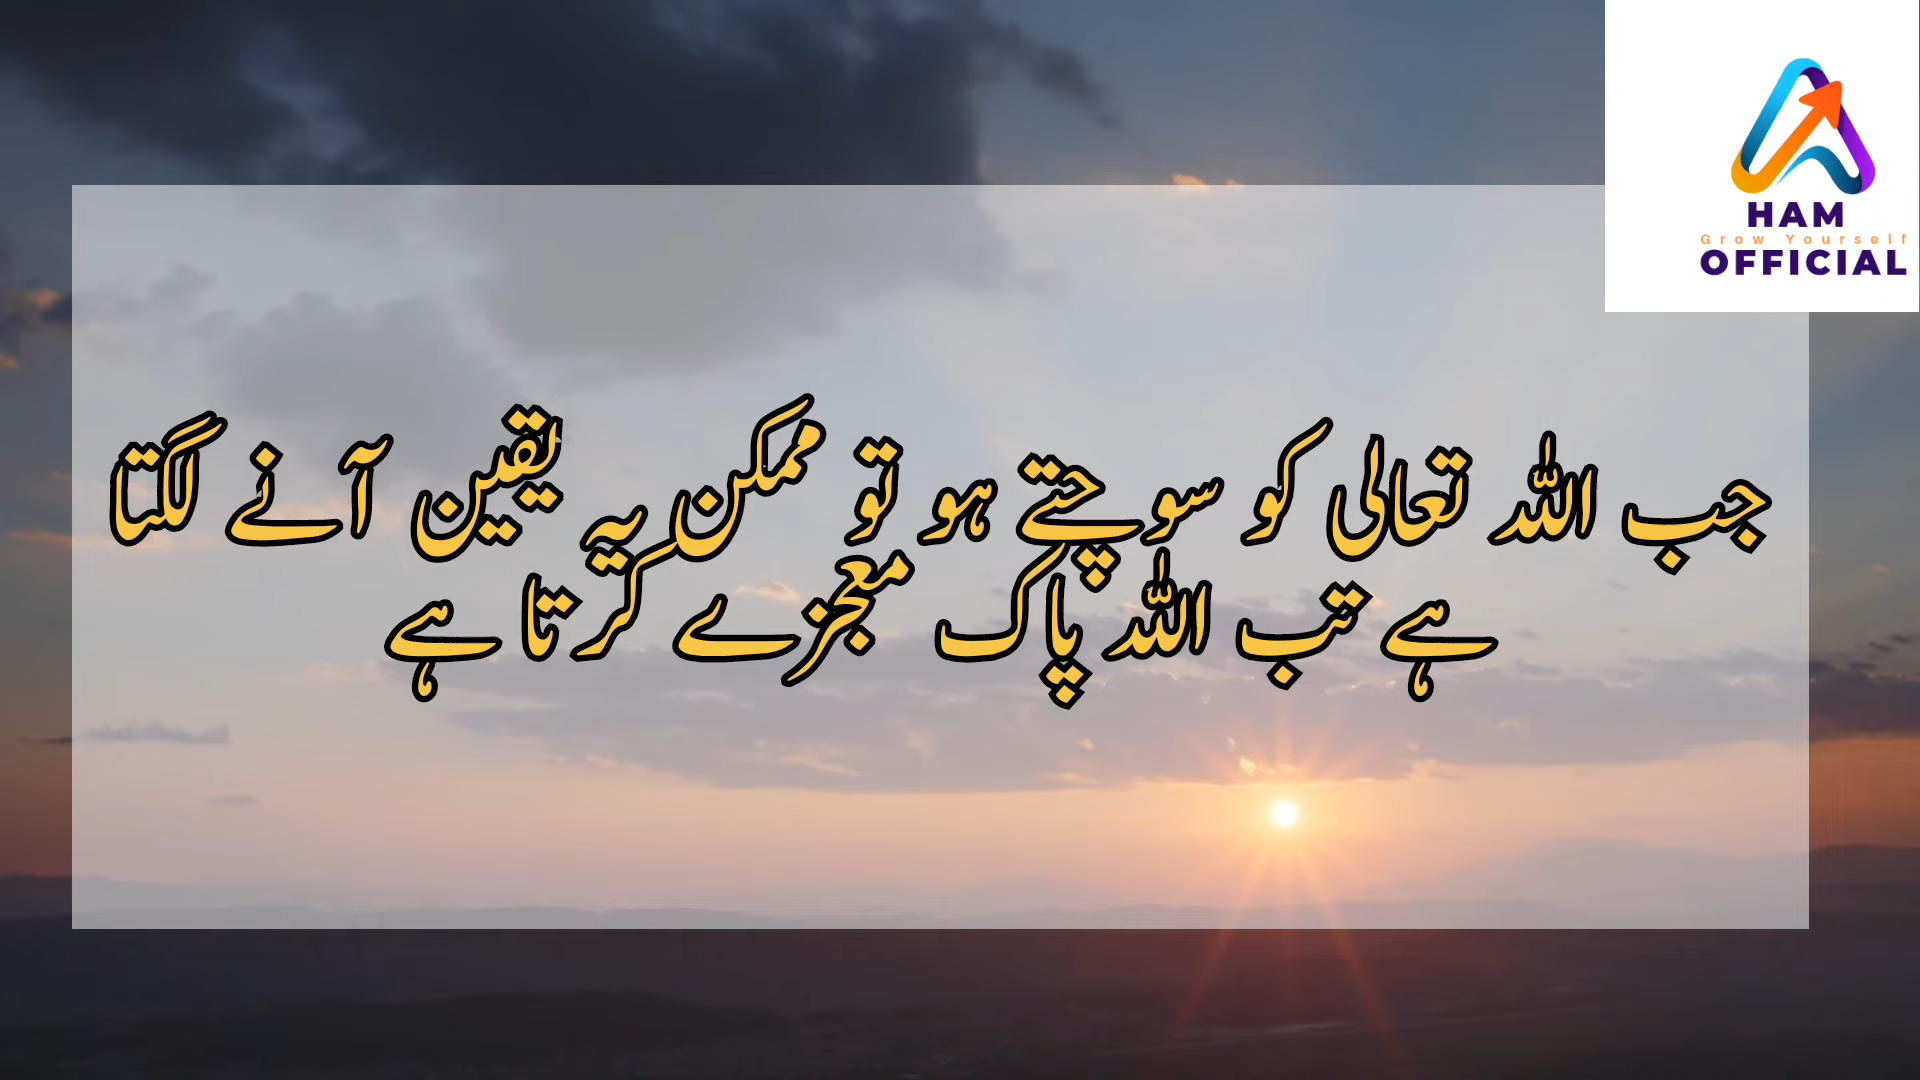 جب اللہ تعالی کو سوچتے ہو تو ممکن پہ یقین آنے لگتا
ہے تب اللہ پاک معجزے کرتا ہے
HAM
Grow Yourself
OFFICIAL